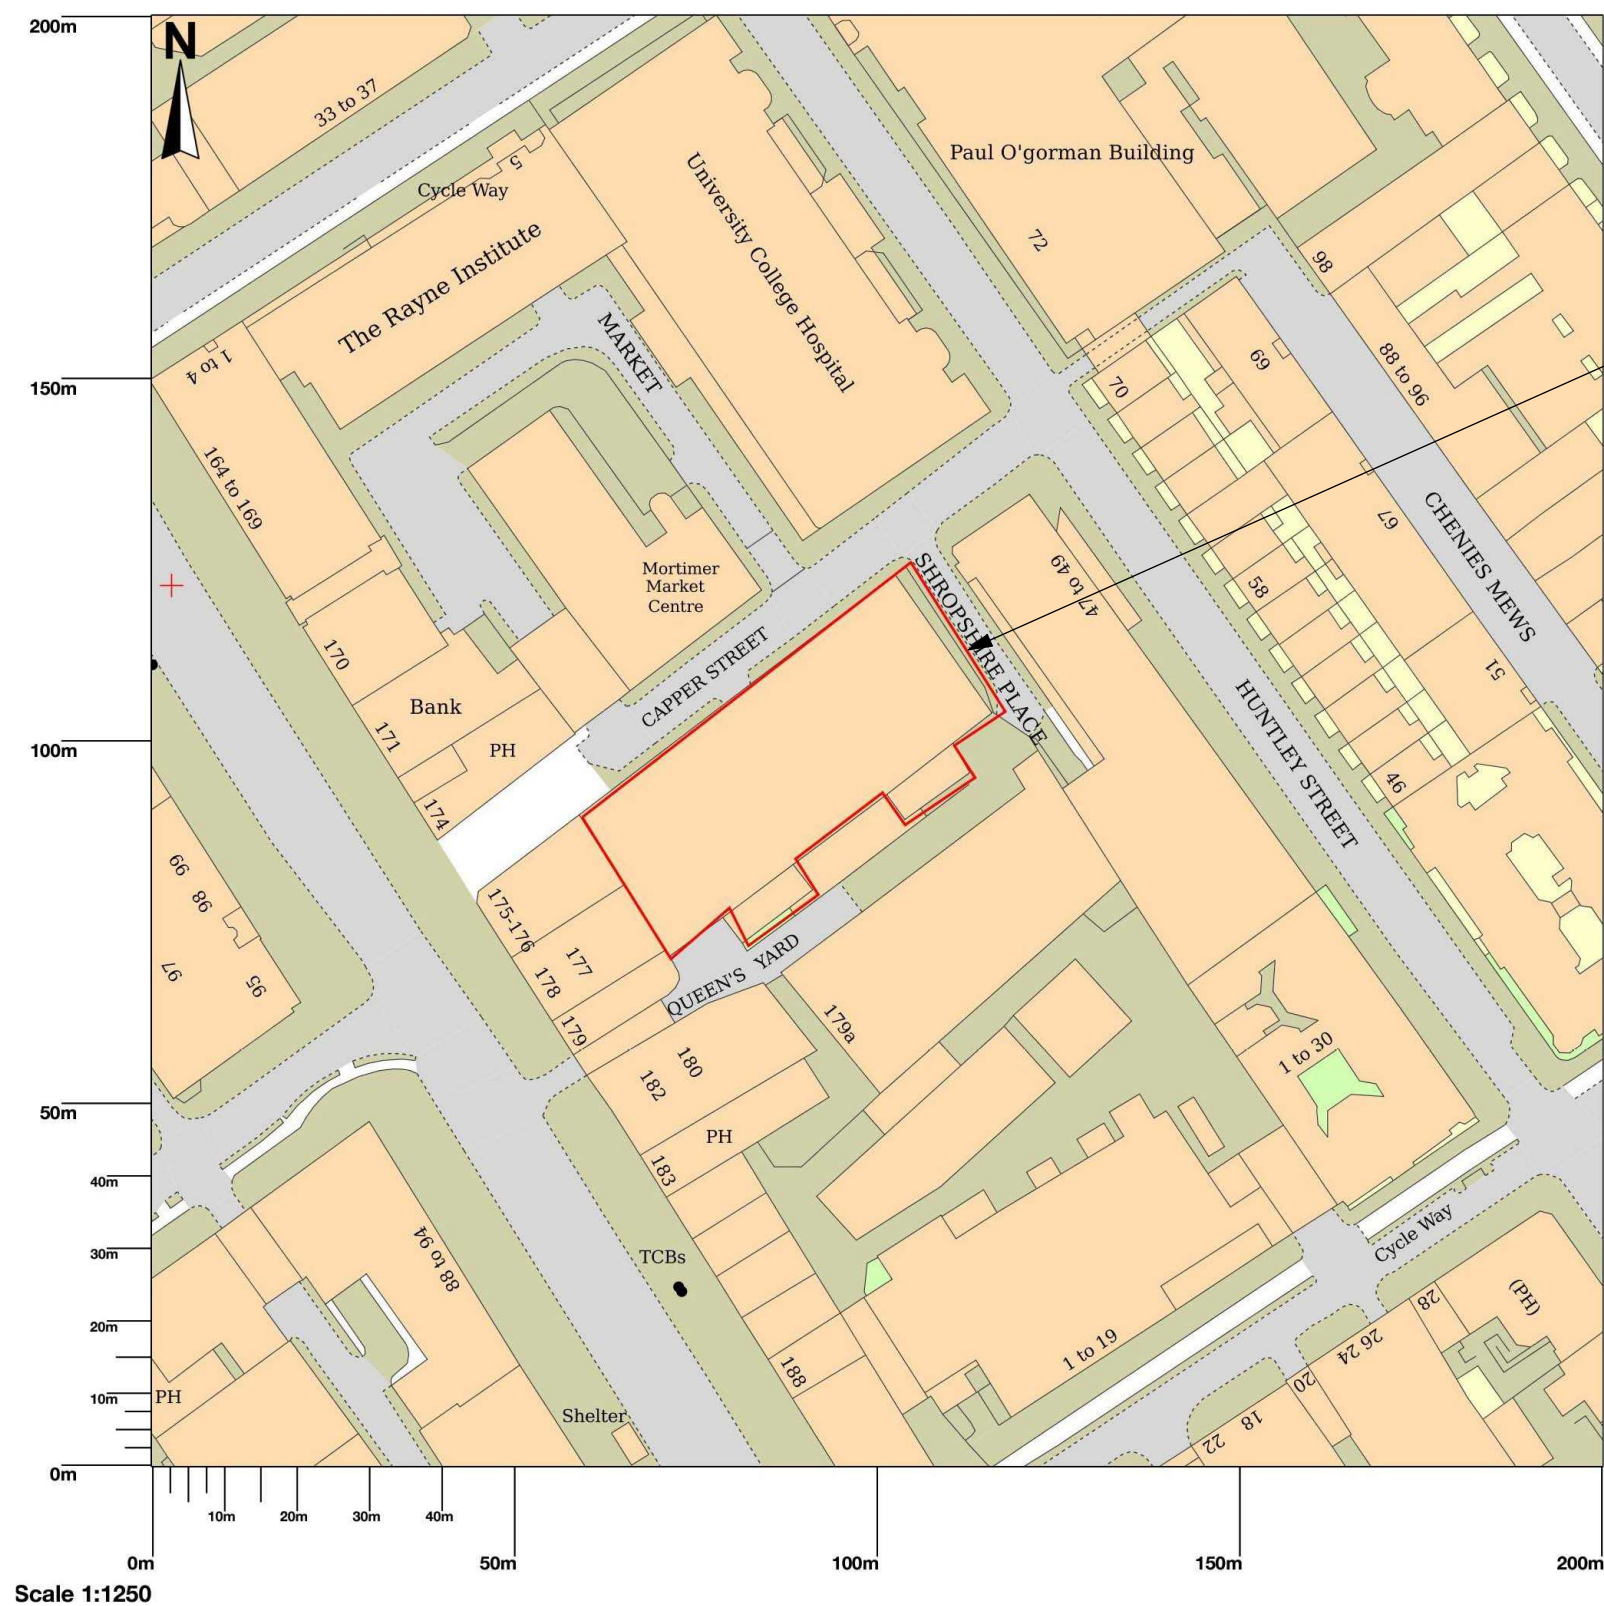 200m
N
33 to 37
Cycle Way
5
The Rayne Institute
University College Hospital
Paul O'gorman Building
72
98
MARKET
1 to 4
150m
70
69
88 to 96
164 to 169
67
CHENIES MEWS
Mortimer
Market
Centre
SHROPSHIRE PLACE
47 to 49
58
170
CAPPER STREET
51
Bank
171
PH
HUNTLEY STREET
100m
46
174
99
98
175-176
177
178
97
95
QUEEN'S YARD
179
179a
180
182
1 to 30
50m
PH
183
40m
Cycle Way
30m
88 to 94
TCBs
28
(PH)
26 24
20m
1 to 19
188
20
10m
PH
Shelter
18
22
0m
10m
20m
30m
40m
0m
50m
100m
150m
200m
Scale 1:1250